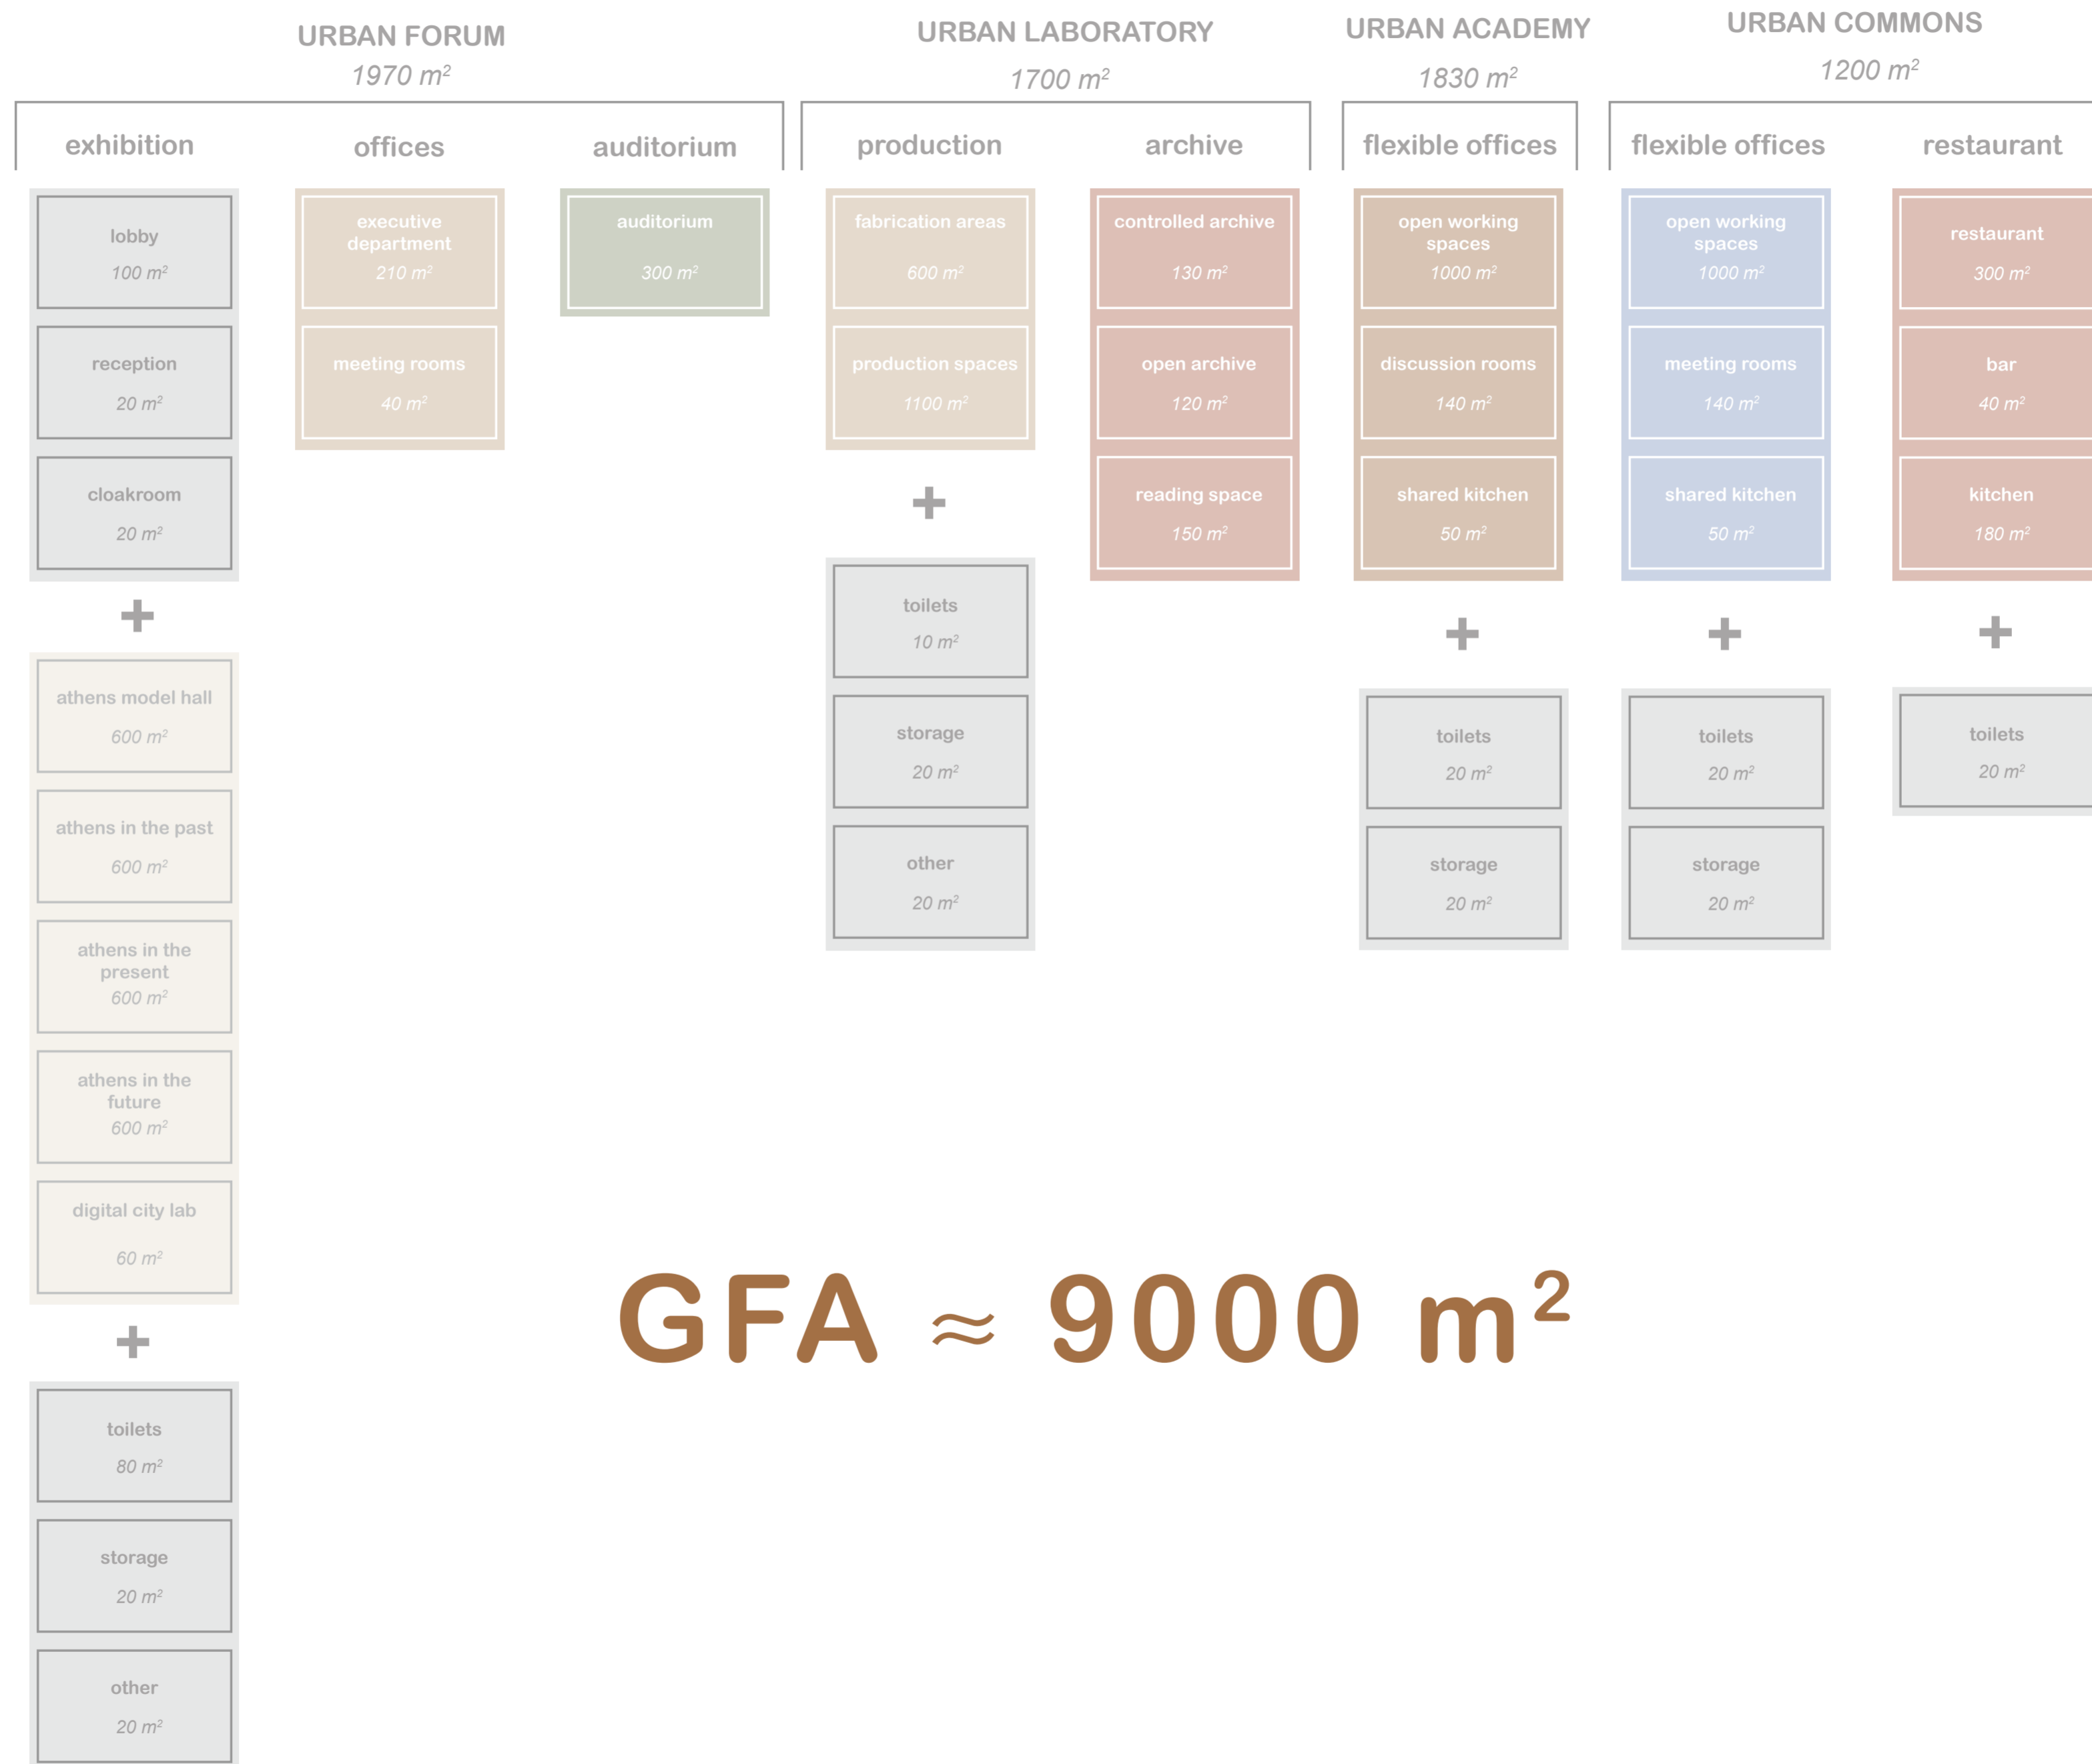 URBAN FORUM
1970 m²
URBAN LABORATORY
1700 m²
URBAN ACADEMY
1830 m²
URBAN COMMONS
1200 m²
exhibition
offices
auditorium
production
archive
flexible offices
flexible offices
restaurant
lobby
100 m²
reception
20 m²
cloakroom
20 m²
+
athens model hall
600 m²
athens in the past
600 m²
athens in the
present
600 m²
athens in the
future
600 m²
digital city lab
60 m²
+
toilets
80 m²
storage
20 m²
other
20 m²
executive
department
210 m²
meeting rooms
40 m²
auditorium
300 m²
fabrication areas
600 m²
production spaces
1100 m²
+
toilets
10 m²
storage
20 m²
other
20 m²
controlled archive
130 m²
open archive
120 m²
reading space
150 m²
open working
spaces
1000 m²
discussion rooms
140 m²
shared kitchen
50 m²
+
toilets
20 m²
storage
20 m²
open working
spaces
1000 m²
meeting rooms
140 m²
shared kitchen
50 m²
+
toilets
20 m²
storage
20 m²
restaurant
300 m²
bar
40 m²
kitchen
180 m²
+
toilets
20 m²
GFA ≈ 9000 m²